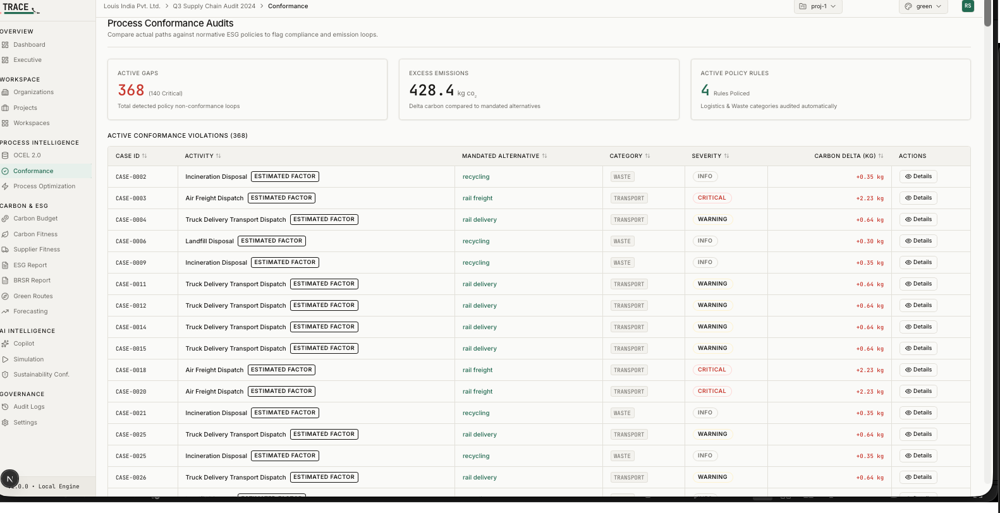 TRACE
Louis India Pvt. Ltd. > Q3 Supply Chain Audit 2024 > Conformance
proj-1
green
RS
OVERVIEW
Dashboard
Executive
WORKSPACE
Organizations
Projects
Workspaces
PROCESS INTELLIGENCE
OCEL 2.0
Conformance
Process Optimization
CARBON & ESG
Carbon Budget
Carbon Fitness
Supplier Fitness
ESG Report
BRSR Report
Green Routes
Forecasting
AI INTELLIGENCE
Copilot
Simulation
Sustainability Conf.
GOVERNANCE
Audit Logs
Settings
N
.0.0 • Local Engine
Process Conformance Audits
Compare actual paths against normative ESG policies to flag compliance and emission loops.
ACTIVE GAPS
368 (140 Critical)
Total detected policy non-conformance loops
EXCESS EMISSIONS
428.4 kg co₂
Delta carbon compared to mandated alternatives
ACTIVE POLICY RULES
4 Rules Policed
Logistics & Waste categories audited automatically
ACTIVE CONFORMANCE VIOLATIONS (368)
CASE ID ACTIVITY MANDATED ALTERNATIVE CATEGORY SEVERITY CARBON DELTA (KG) ACTIONS
CASE-0002 Incineration Disposal ESTIMATED FACTOR recycling WASTE INFO +0.35 kg Details
CASE-0003 Air Freight Dispatch ESTIMATED FACTOR rail freight TRANSPORT CRITICAL +2.23 kg Details
CASE-0004 Truck Delivery Transport Dispatch ESTIMATED FACTOR rail delivery TRANSPORT WARNING +0.64 kg Details
CASE-0006 Landfill Disposal ESTIMATED FACTOR recycling WASTE INFO +0.30 kg Details
CASE-0009 Incineration Disposal ESTIMATED FACTOR recycling WASTE INFO +0.35 kg Details
CASE-0011 Truck Delivery Transport Dispatch ESTIMATED FACTOR rail delivery TRANSPORT WARNING +0.64 kg Details
CASE-0012 Truck Delivery Transport Dispatch ESTIMATED FACTOR rail delivery TRANSPORT WARNING +0.64 kg Details
CASE-0014 Truck Delivery Transport Dispatch ESTIMATED FACTOR rail delivery TRANSPORT WARNING +0.64 kg Details
CASE-0015 Truck Delivery Transport Dispatch ESTIMATED FACTOR rail delivery TRANSPORT WARNING +0.64 kg Details
CASE-0018 Air Freight Dispatch ESTIMATED FACTOR rail freight TRANSPORT CRITICAL +2.23 kg Details
CASE-0020 Air Freight Dispatch ESTIMATED FACTOR rail freight TRANSPORT CRITICAL +2.23 kg Details
CASE-0021 Incineration Disposal ESTIMATED FACTOR recycling WASTE INFO +0.35 kg Details
CASE-0025 Truck Delivery Transport Dispatch ESTIMATED FACTOR rail delivery TRANSPORT WARNING +0.64 kg Details
CASE-0025 Incineration Disposal ESTIMATED FACTOR recycling WASTE INFO +0.35 kg Details
CASE-0026 Truck Delivery Transport Dispatch ESTIMATED FACTOR rail delivery TRANSPORT WARNING +0.64 kg Details